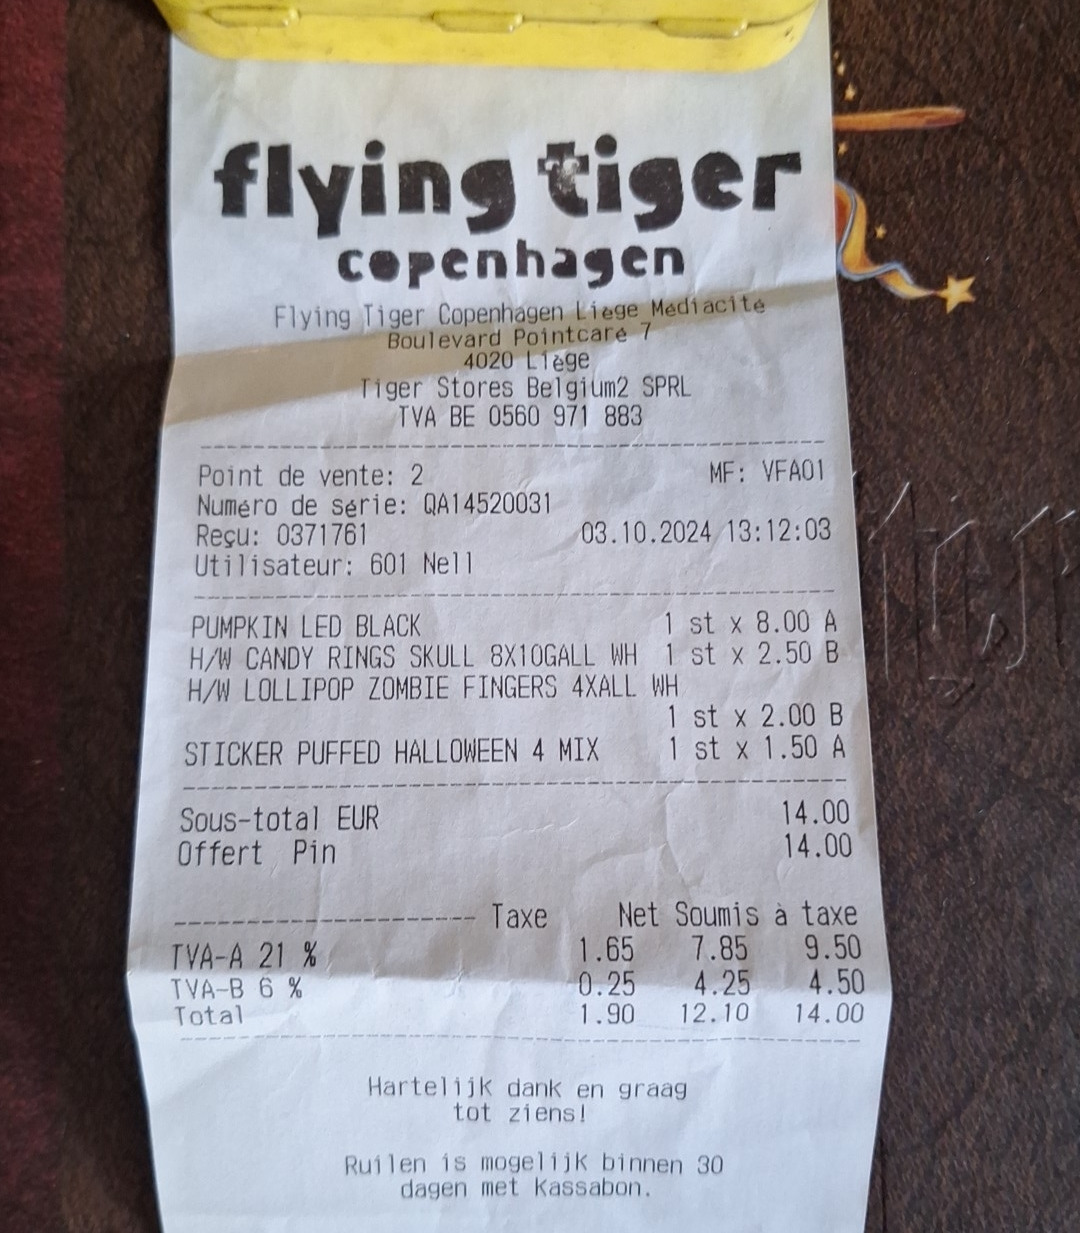 flying tiger
copenhagen
Flying Tiger Copenhagen Liège Médiacité
Boulevard Pointcaré 7
4020 Liège
Tiger Stores Belgium2 SPRL
TVA BE 0560 971 883
Point de vente: 2 MF: VFA01
Numéro de série: QA14520031
Reçu: 0371761 03.10.2024 13:12:03
Utilisateur: 601 Nell
PUMPKIN LED BLACK 1 st x 8.00 A
H/W CANDY RINGS SKULL 8X10GALL WH 1 st x 2.50 B
H/W LOLLIPOP ZOMBIE FINGERS 4XALL WH
1 st x 2.00 B
STICKER PUFFED HALLOWEEN 4 MIX 1 st x 1.50 A
Sous-total EUR 14.00
Offert Pin 14.00
Taxe Net Soumis à taxe
TVA-A 21 % 1.65 7.85 9.50
TVA-B 6 % 0.25 4.25 4.50
Total 1.90 12.10 14.00
Hartelijk dank en graag
tot ziens!
Ruilen is mogelijk binnen 30
dagen met Kassabon.